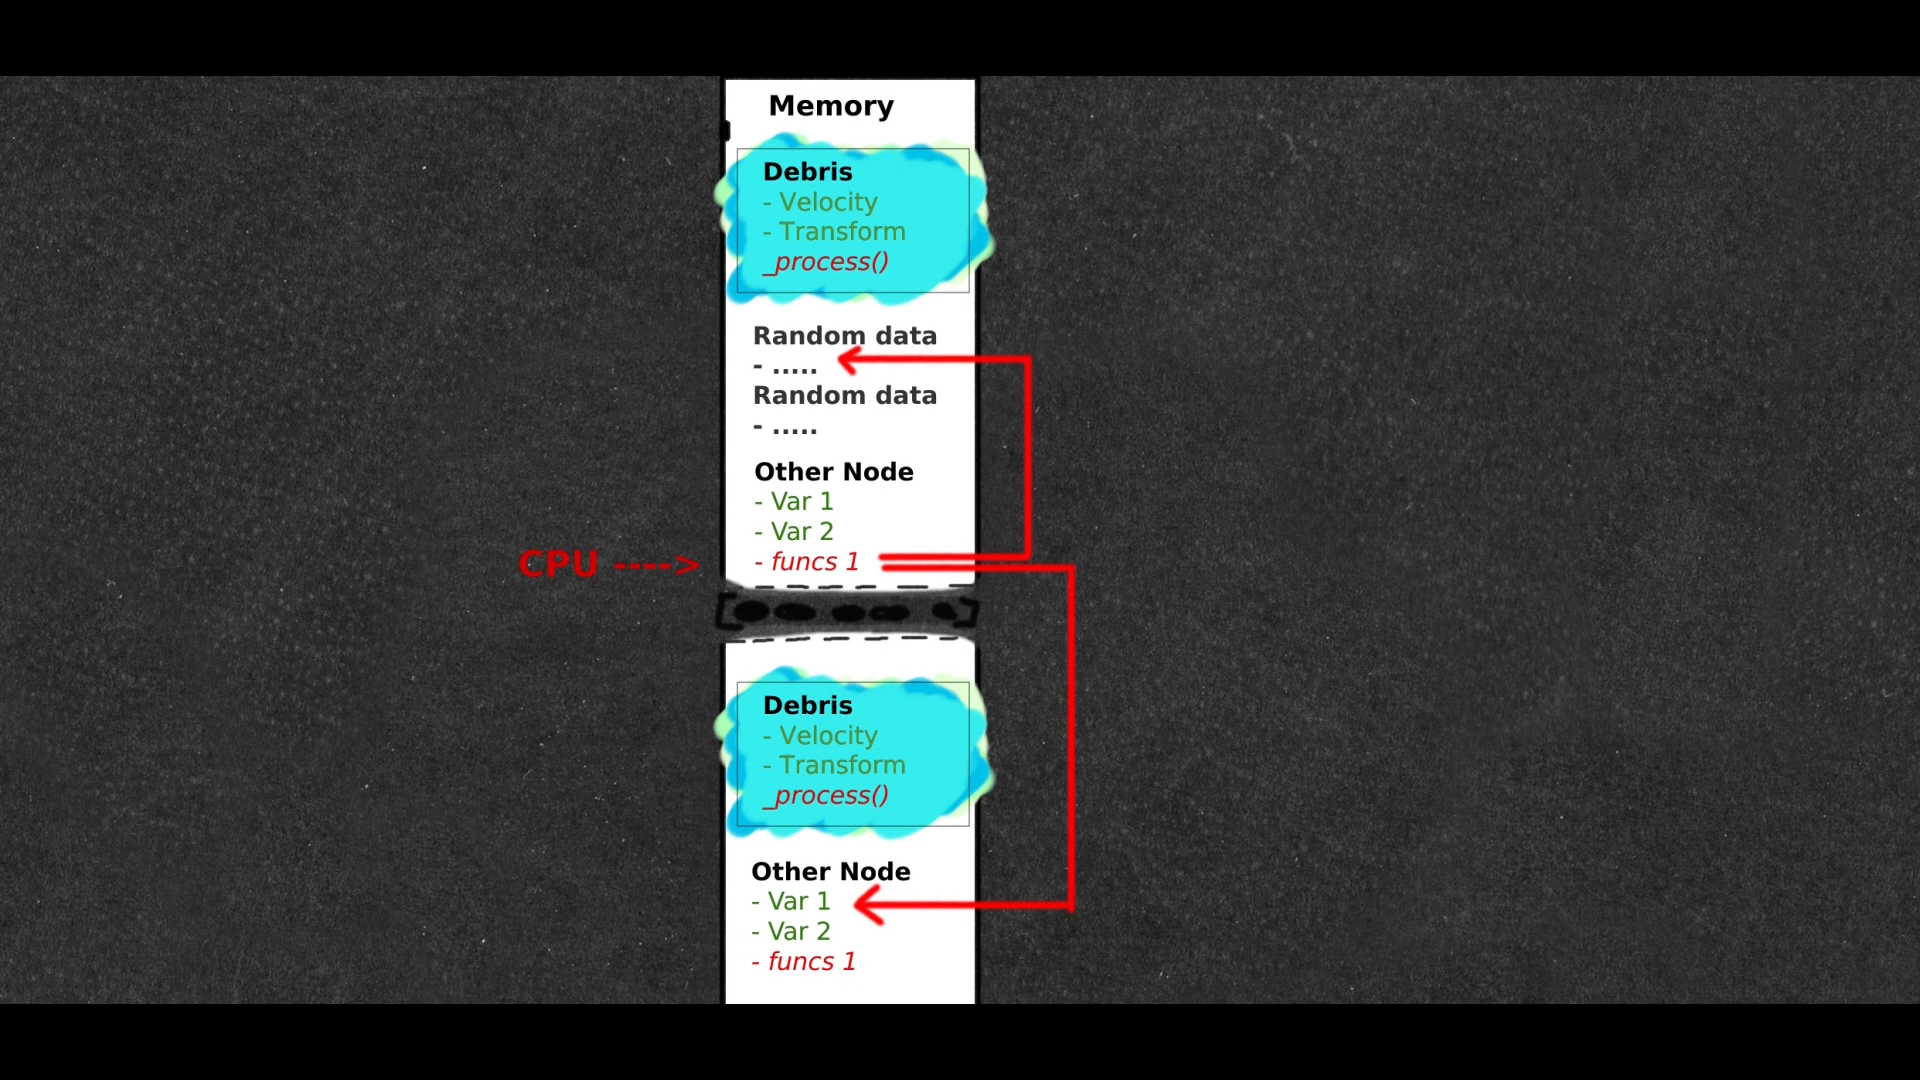 Memory
Debris
- Velocity
- Transform
_process()
Random data
- .....
Random data
- .....
Other Node
- Var 1
- Var 2
- funcs 1
CPU ---->
Debris
- Velocity
- Transform
_process()
Other Node
- Var 1
- Var 2
- funcs 1